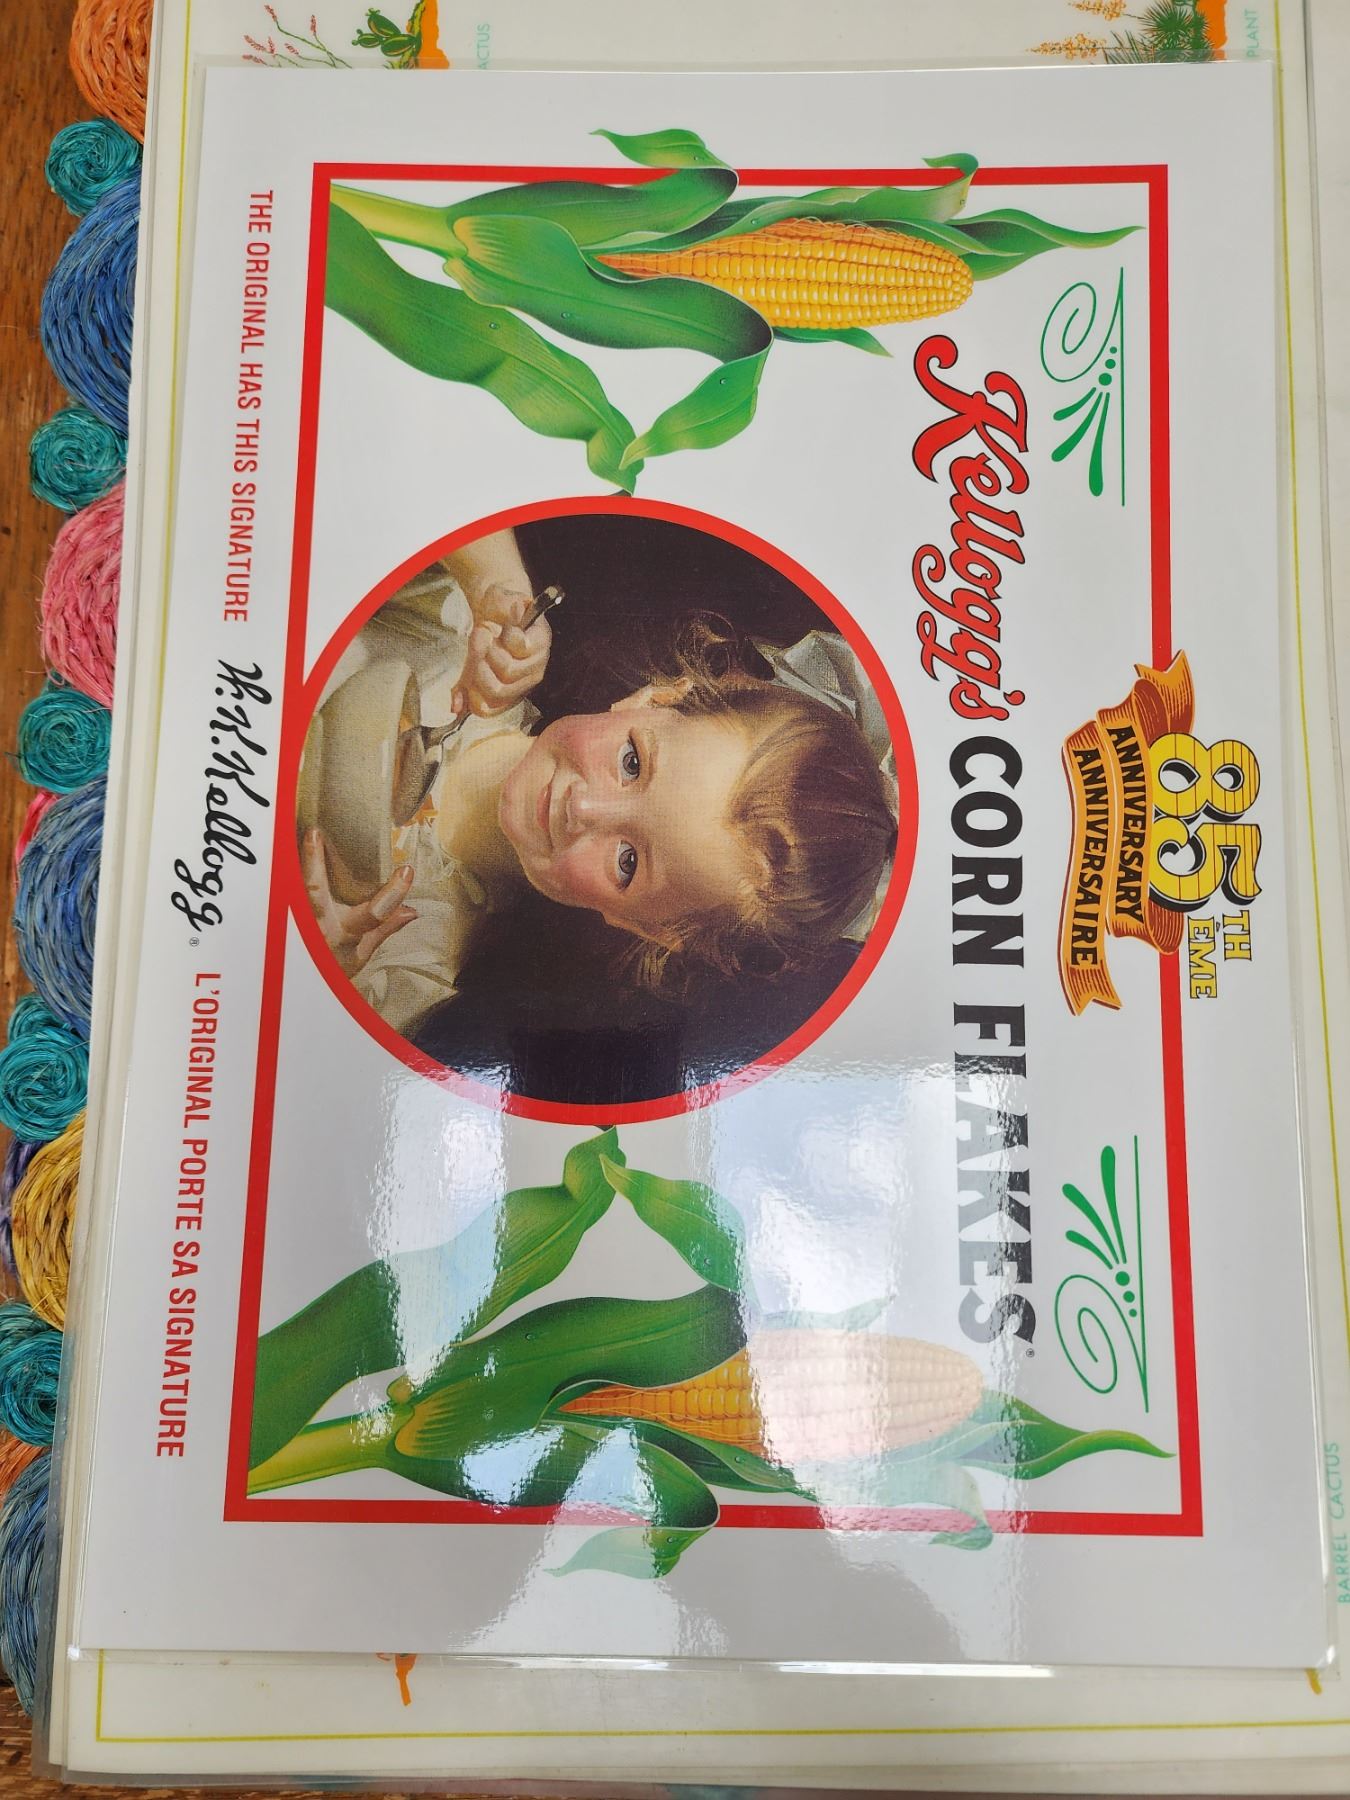 85TH
ÈME
ANNIVERSARY
ANNIVERSAIRE
Kellogg's CORN FLAKES®
THE ORIGINAL HAS THIS SIGNATURE W.K. Kellogg® L'ORIGINAL PORTE SA SIGNATURE
CACTUS
PLANT
BARREL CACTUS